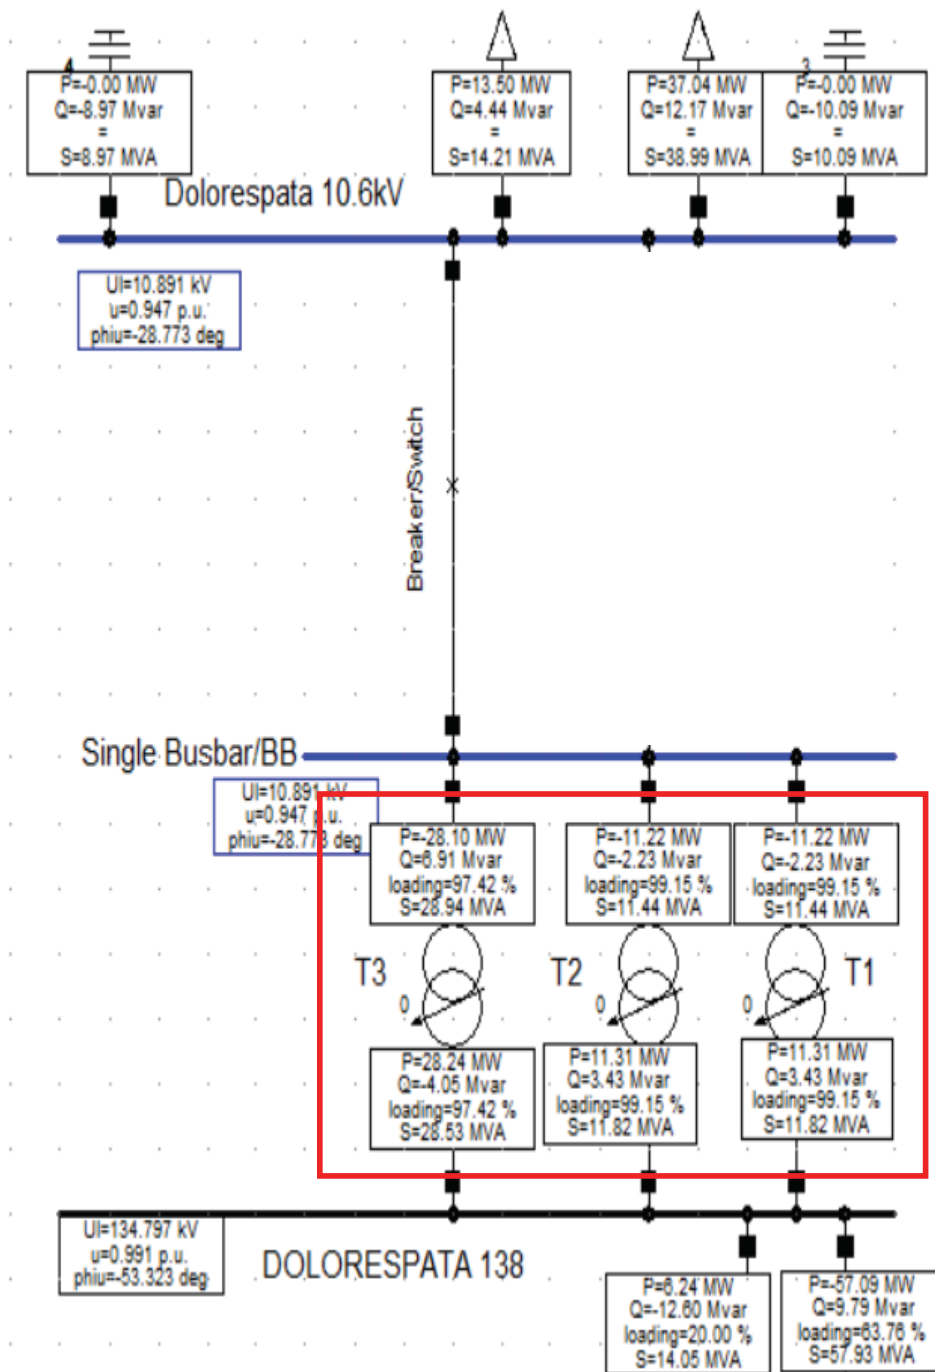 4
P=-0.00 MW
Q=-8.97 Mvar
=
S=8.97 MVA
P=13.50 MW
Q=4.44 Mvar
=
S=14.21 MVA
P=37.04 MW
Q=12.17 Mvar
=
S=38.99 MVA
3
P=-0.00 MW
Q=-10.09 Mvar
=
S=10.09 MVA
Dolorespata 10.6kV
Ul=10.891 kV
u=0.947 p.u.
phiu=-28.773 deg
Breaker/Switch
Single Busbar/BB
Ul=10.891 kV
u=0.947 p.u.
phiu=-28.773 deg
P=-28.10 MW
Q=6.91 Mvar
loading=97.42 %
S=28.94 MVA
P=-11.22 MW
Q=-2.23 Mvar
loading=99.15 %
S=11.44 MVA
P=-11.22 MW
Q=-2.23 Mvar
loading=99.15 %
S=11.44 MVA
T3
0
T2
0
T1
0
P=28.24 MW
Q=-4.05 Mvar
loading=97.42 %
S=28.53 MVA
P=11.31 MW
Q=3.43 Mvar
loading=99.15 %
S=11.82 MVA
P=11.31 MW
Q=3.43 Mvar
loading=99.15 %
S=11.82 MVA
Ul=134.797 kV
u=0.991 p.u.
phiu=-53.323 deg
DOLORESPATA 138
P=6.24 MW
Q=-12.60 Mvar
loading=20.00 %
S=14.05 MVA
P=-57.09 MW
Q=9.79 Mvar
loading=63.76 %
S=57.93 MVA